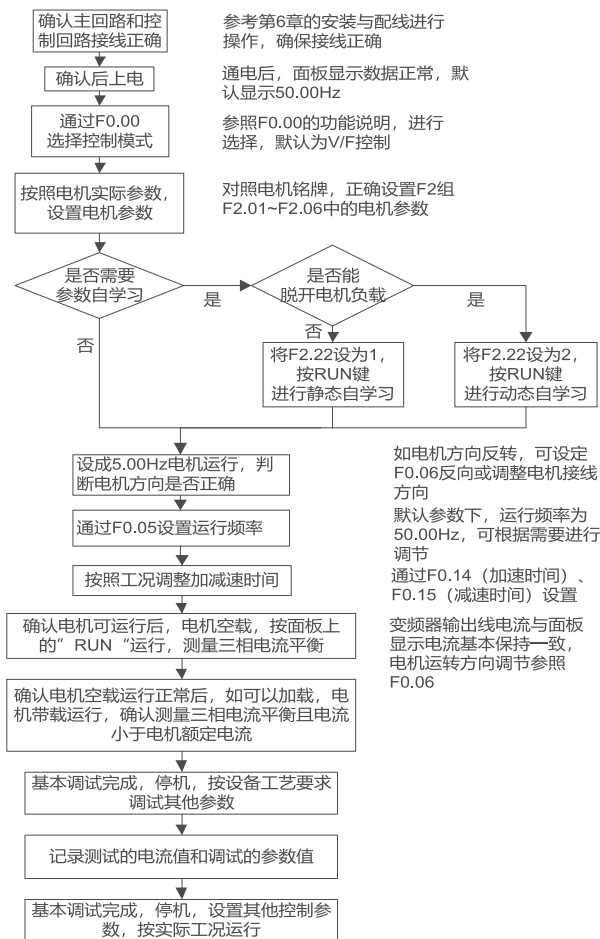 确认主回路和控
制回路接线正确
参考第6章的安装与配线进行
操作，确保接线正确
确认后上电
通电后，面板显示数据正常，默
认显示50.00Hz
通过F0.00
选择控制模式
参照F0.00的功能说明，进行
选择，默认为V/F控制
按照电机实际参数，
设置电机参数
对照电机铭牌，正确设置F2组
F2.01~F2.06中的电机参数
是否需要
参数自学习
是
是否能
脱开电机负载
是
否
否
将F2.22设为1，
按RUN键
进行静态自学习
将F2.22设为2，
按RUN键
进行动态自学习
设成5.00Hz电机运行，判
断电机方向是否正确
如电机方向反转，可设定
F0.06反向或调整电机接线
方向
通过F0.05设置运行频率
默认参数下，运行频率为
50.00Hz，可根据需要进行
调节
按照工况调整加减速时间
通过F0.14（加速时间）、
F0.15（减速时间）设置
确认电机可运行后，电机空载，按面板上
的”RUN“运行，测量三相电流平衡
变频器输出线电流与面板
显示电流基本保持一致，
电机运转方向调节参照
F0.06
确认电机空载运行正常后，如可以加载，电
机带载运行，确认测量三相电流平衡且电流
小于电机额定电流
基本调试完成，停机，按设备工艺要求
调试其他参数
记录测试的电流值和调试的参数值
基本调试完成，停机，设置其他控制参
数，按实际工况运行